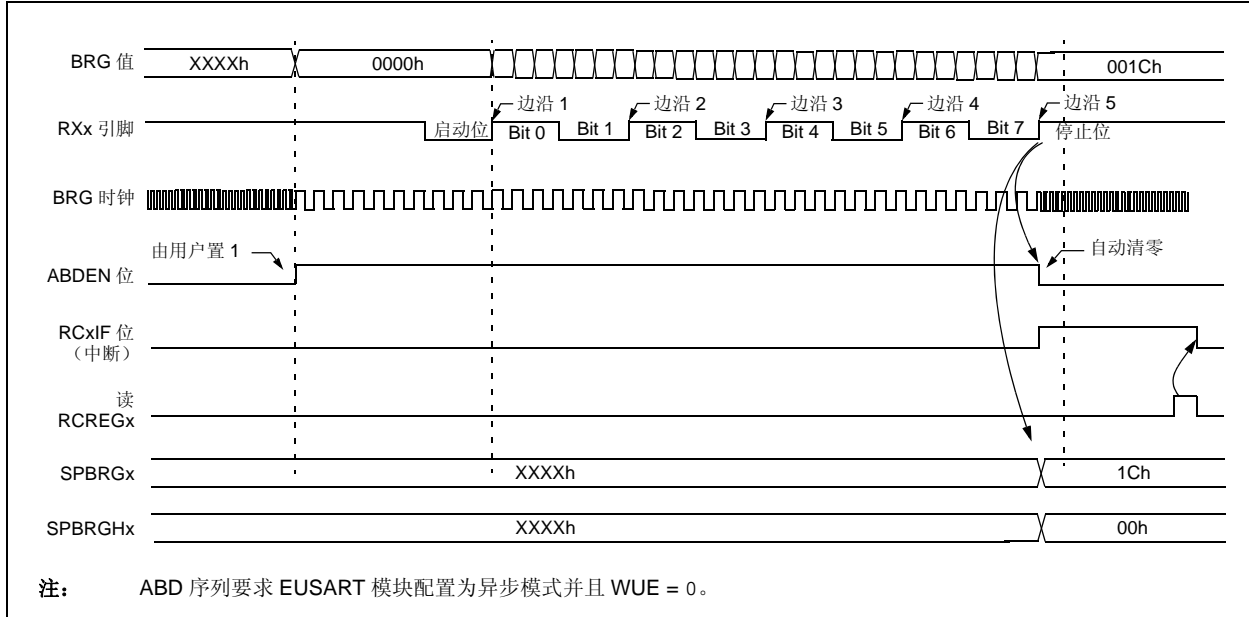 BRG 值 XXXXh 0000h 001Ch
边沿 1 边沿 2 边沿 3 边沿 4 边沿 5
RXx 引脚 启动位 Bit 0 Bit 1 Bit 2 Bit 3 Bit 4 Bit 5 Bit 6 Bit 7 停止位
BRG 时钟
由用户置 1 自动清零
ABDEN 位
RCxIF 位
（中断）
读
RCREGx
SPBRGx XXXXh 1Ch
SPBRGHx XXXXh 00h
注： ABD 序列要求 EUSART 模块配置为异步模式并且 WUE = 0。